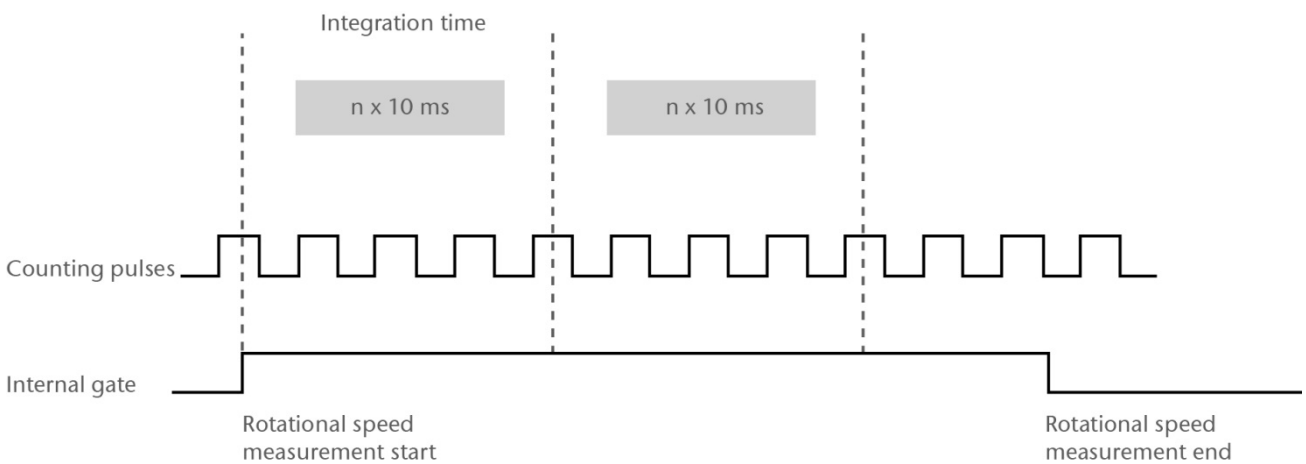 Integration time
n x 10 ms
n x 10 ms
Counting pulses
Internal gate
Rotational speed
measurement start
Rotational speed
measurement end